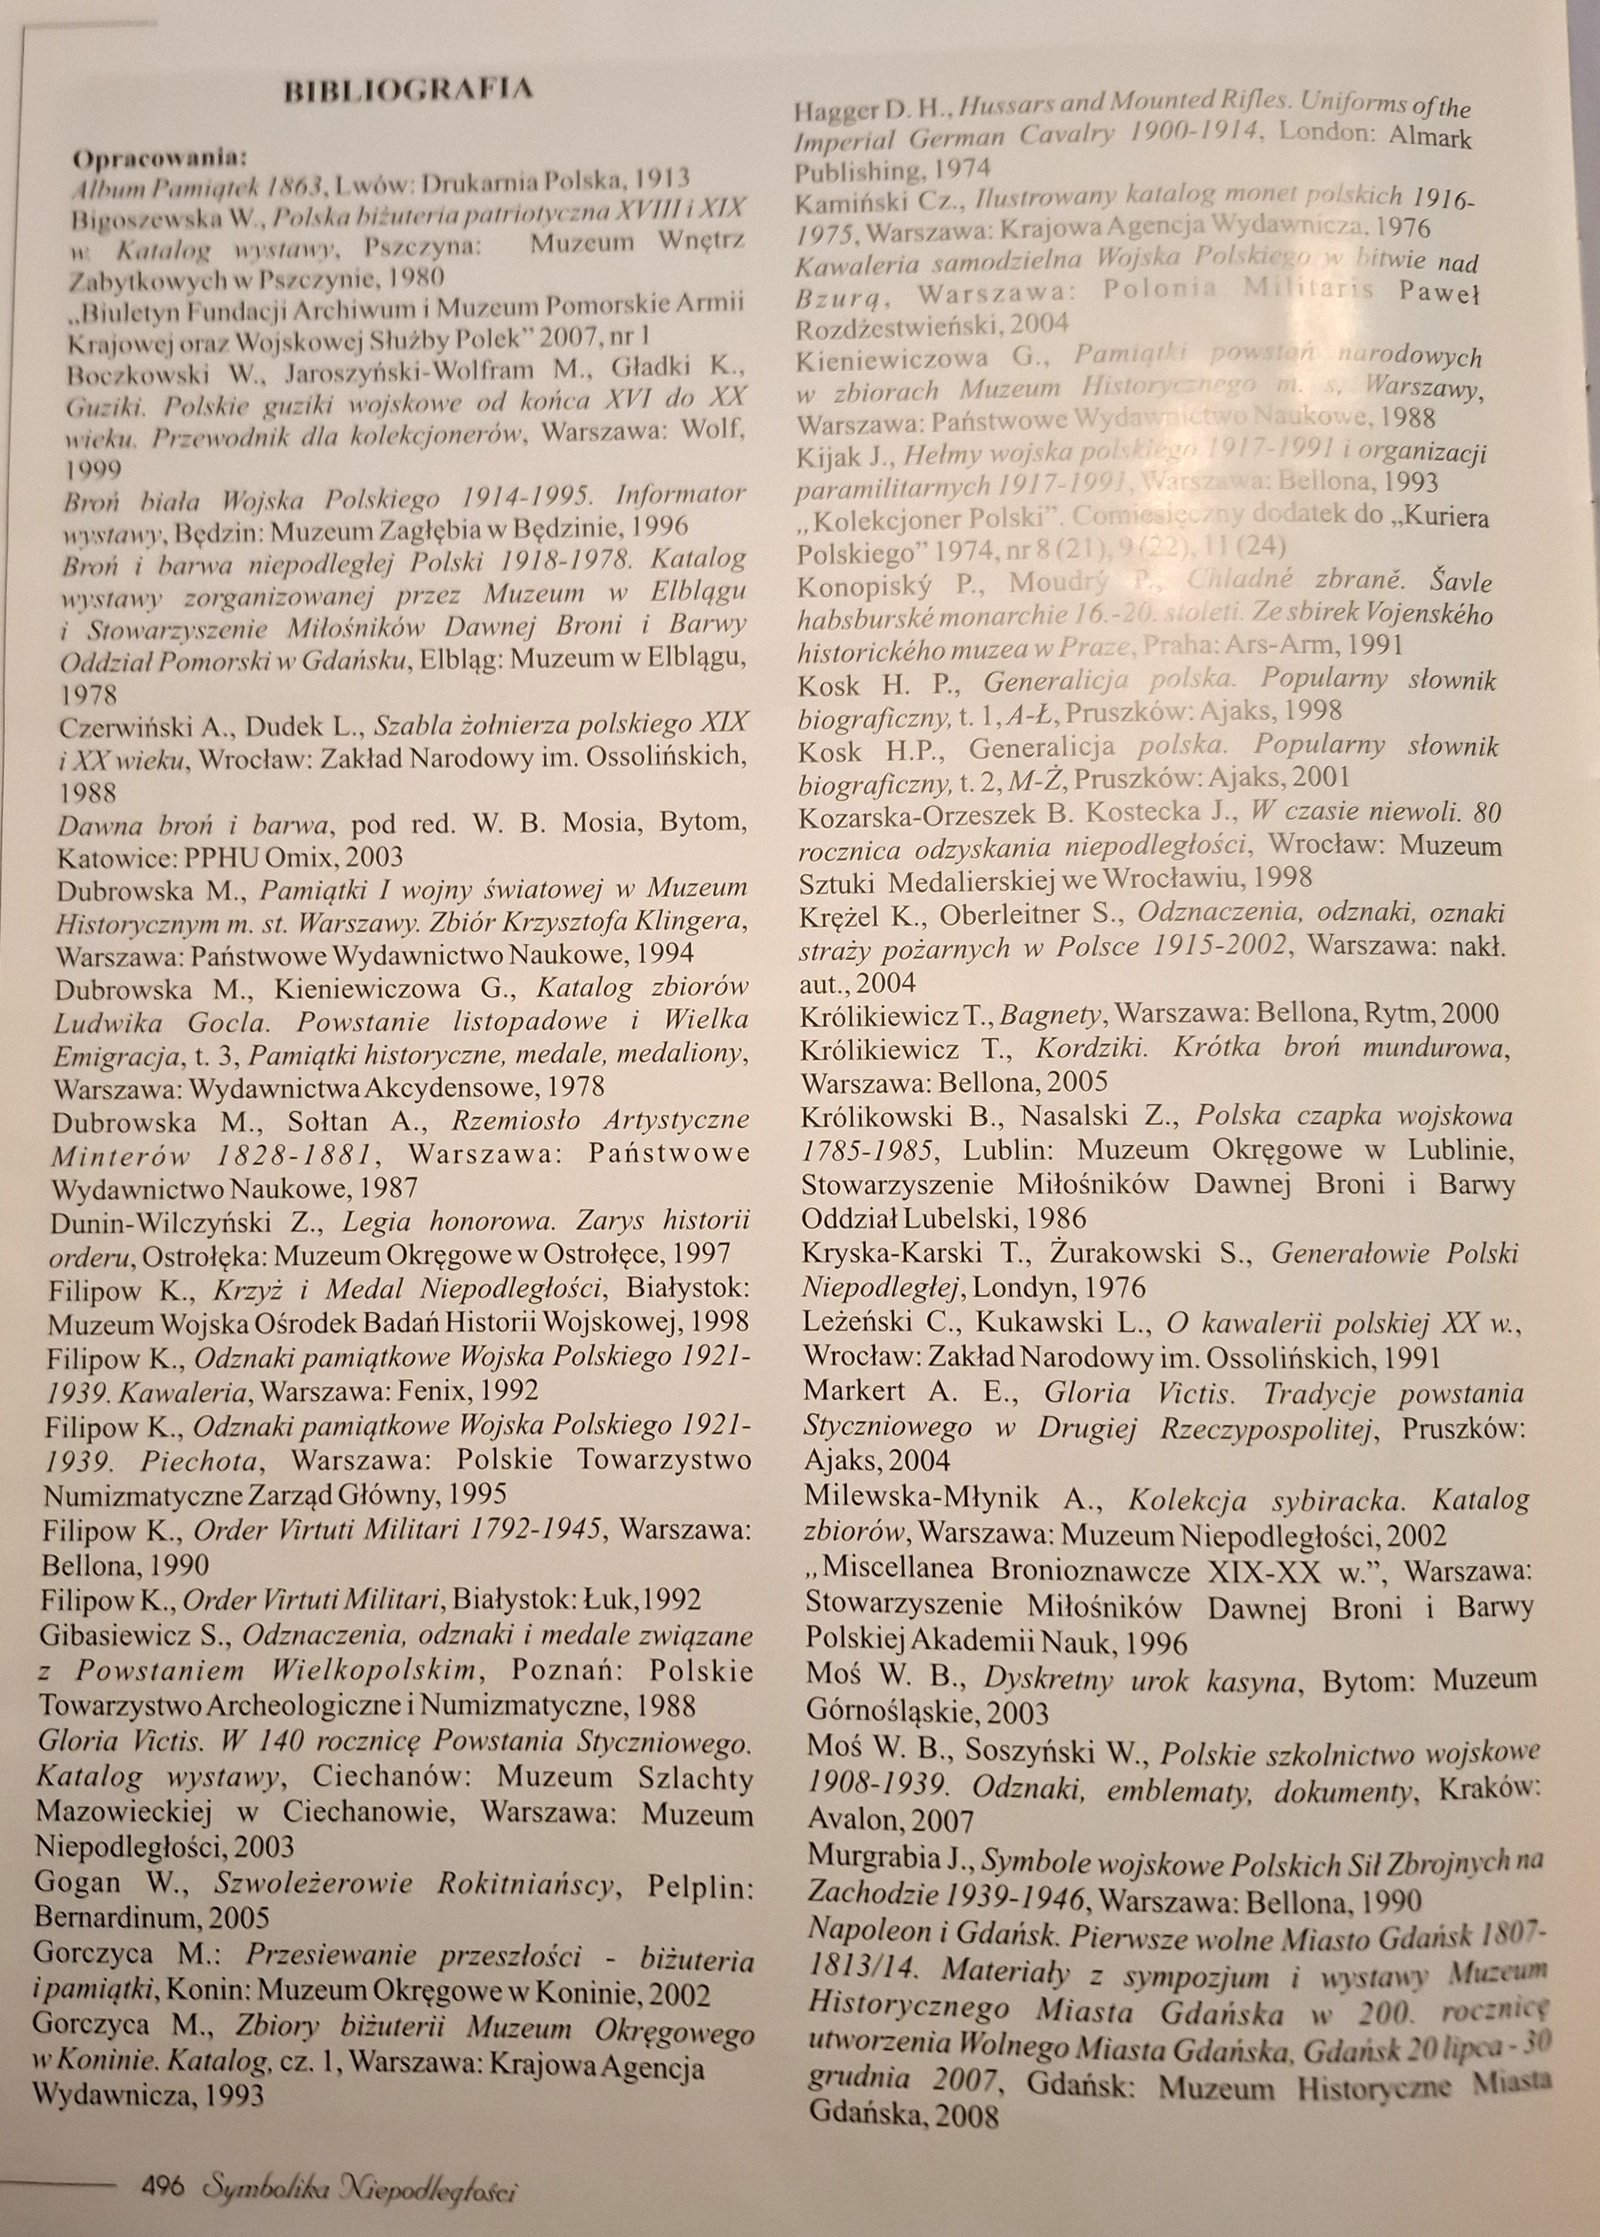 BIBLIOGRAFIA
Opracowania:
Album Pamiątek 1863, Lwów: Drukarnia Polska, 1913
Bigoszewska W., Polska biżuteria patriotyczna XVIII i XIX
w. Katalog wystawy, Pszczyna: Muzeum Wnętrz
Zabytkowych w Pszczynie, 1980
„Biuletyn Fundacji Archiwum i Muzeum Pomorskie Armii
Krajowej oraz Wojskowej Służby Polek” 2007, nr 1
Boczkowski W., Jaroszyński-Wolfram M., Gładki K.,
Guziki. Polskie guziki wojskowe od końca XVI do XX
wieku. Przewodnik dla kolekcjonerów, Warszawa: Wolf,
1999
Broń biała Wojska Polskiego 1914-1995. Informator
wystawy, Będzin: Muzeum Zagłębia w Będzinie, 1996
Broń i barwa niepodległej Polski 1918-1978. Katalog
wystawy zorganizowanej przez Muzeum w Elblągu
i Stowarzyszenie Miłośników Dawnej Broni i Barwy
Oddział Pomorski w Gdańsku, Elbląg: Muzeum w Elblągu,
1978
Czerwiński A., Dudek L., Szabla żołnierza polskiego XIX
i XX wieku, Wrocław: Zakład Narodowy im. Ossolińskich,
1988
Dawna broń i barwa, pod red. W. B. Mosia, Bytom,
Katowice: PPHU Omix, 2003
Dubrowska M., Pamiątki I wojny światowej w Muzeum
Historycznym m. st. Warszawy. Zbiór Krzysztofa Klingera,
Warszawa: Państwowe Wydawnictwo Naukowe, 1994
Dubrowska M., Kieniewiczowa G., Katalog zbiorów
Ludwika Gocla. Powstanie listopadowe i Wielka
Emigracja, t. 3, Pamiątki historyczne, medale, medaliony,
Warszawa: Wydawnictwa Akcydensowe, 1978
Dubrowska M., Sołtan A., Rzemiosło Artystyczne
Minterów 1828-1881, Warszawa: Państwowe
Wydawnictwo Naukowe, 1987
Dunin-Wilczyński Z., Legia honorowa. Zarys historii
orderu, Ostrołęka: Muzeum Okręgowe w Ostrołęce, 1997
Filipow K., Krzyż i Medal Niepodległości, Białystok:
Muzeum Wojska Ośrodek Badań Historii Wojskowej, 1998
Filipow K., Odznaki pamiątkowe Wojska Polskiego 1921-
1939. Kawaleria, Warszawa: Fenix, 1992
Filipow K., Odznaki pamiątkowe Wojska Polskiego 1921-
1939. Piechota, Warszawa: Polskie Towarzystwo
Numizmatyczne Zarząd Główny, 1995
Filipow K., Order Virtuti Militari 1792-1945, Warszawa:
Bellona, 1990
Filipow K., Order Virtuti Militari, Białystok: Łuk,1992
Gibasiewicz S., Odznaczenia, odznaki i medale związane
z Powstaniem Wielkopolskim, Poznań: Polskie
Towarzystwo Archeologiczne i Numizmatyczne, 1988
Gloria Victis. W 140 rocznicę Powstania Styczniowego.
Katalog wystawy, Ciechanów: Muzeum Szlachty
Mazowieckiej w Ciechanowie, Warszawa: Muzeum
Niepodległości, 2003
Gogan W., Szwoleżerowie Rokitniańscy, Pelplin:
Bernardinum, 2005
Gorczyca M.: Przesiewanie przeszłości - biżuteria
i pamiątki, Konin: Muzeum Okręgowe w Koninie, 2002
Gorczyca M., Zbiory biżuterii Muzeum Okręgowego
w Koninie. Katalog, cz. 1, Warszawa: Krajowa Agencja
Wydawnicza, 1993
Hagger D. H., Hussars and Mounted Rifles. Uniforms of the
Imperial German Cavalry 1900-1914, London: Almark
Publishing, 1974
Kamiński Cz., Ilustrowany katalog monet polskich 1916-
1975, Warszawa: Krajowa Agencja Wydawnicza, 1976
Kawaleria samodzielna Wojska Polskiego w bitwie nad
Bzurą, Warszawa: Polonia Militaris Paweł
Rozdżestwieński, 2004
Kieniewiczowa G., Pamiątki powstań narodowych
w zbiorach Muzeum Historycznego m. s, Warszawy,
Warszawa: Państwowe Wydawnictwo Naukowe, 1988
Kijak J., Hełmy wojska polskiego 1917-1991 i organizacji
paramilitarnych 1917-1991, Warszawa: Bellona, 1993
„Kolekcjoner Polski”. Comiesięczny dodatek do „Kuriera
Polskiego” 1974, nr 8 (21), 9 (22), 11 (24)
Konopiský P., Moudrý P., Chladné zbraně. Šavle
habsburské monarchie 16.-20. stoleti. Ze sbirek Vojenského
historického muzea w Praze, Praha: Ars-Arm, 1991
Kosk H. P., Generalicja polska. Popularny słownik
biograficzny, t. 1, A-Ł, Pruszków: Ajaks, 1998
Kosk H.P., Generalicja polska. Popularny słownik
biograficzny, t. 2, M-Ż, Pruszków: Ajaks, 2001
Kozarska-Orzeszek B. Kostecka J., W czasie niewoli. 80
rocznica odzyskania niepodległości, Wrocław: Muzeum
Sztuki Medalierskiej we Wrocławiu, 1998
Krężel K., Oberleitner S., Odznaczenia, odznaki, oznaki
straży pożarnych w Polsce 1915-2002, Warszawa: nakł.
aut., 2004
Królikiewicz T., Bagnety, Warszawa: Bellona, Rytm, 2000
Królikiewicz T., Kordziki. Krótka broń mundurowa,
Warszawa: Bellona, 2005
Królikowski B., Nasalski Z., Polska czapka wojskowa
1785-1985, Lublin: Muzeum Okręgowe w Lublinie,
Stowarzyszenie Miłośników Dawnej Broni i Barwy
Oddział Lubelski, 1986
Kryska-Karski T., Żurakowski S., Generałowie Polski
Niepodległej, Londyn, 1976
Leżeński C., Kukawski L., O kawalerii polskiej XX w.,
Wrocław: Zakład Narodowy im. Ossolińskich, 1991
Markert A. E., Gloria Victis. Tradycje powstania
Styczniowego w Drugiej Rzeczypospolitej, Pruszków:
Ajaks, 2004
Milewska-Młynik A., Kolekcja sybiracka. Katalog
zbiorów, Warszawa: Muzeum Niepodległości, 2002
„Miscellanea Bronioznawcze XIX-XX w.”, Warszawa:
Stowarzyszenie Miłośników Dawnej Broni i Barwy
Polskiej Akademii Nauk, 1996
Moś W. B., Dyskretny urok kasyna, Bytom: Muzeum
Górnośląskie, 2003
Moś W. B., Soszyński W., Polskie szkolnictwo wojskowe
1908-1939. Odznaki, emblematy, dokumenty, Kraków:
Avalon, 2007
Murgrabia J., Symbole wojskowe Polskich Sił Zbrojnych na
Zachodzie 1939-1946, Warszawa: Bellona, 1990
Napoleon i Gdańsk. Pierwsze wolne Miasto Gdańsk 1807-
1813/14. Materiały z sympozjum i wystawy Muzeum
Historycznego Miasta Gdańska w 200. rocznicę
utworzenia Wolnego Miasta Gdańska, Gdańsk 20 lipca - 30
grudnia 2007, Gdańsk: Muzeum Historyczne Miasta
Gdańska, 2008
496 Symbolika Niepodległości